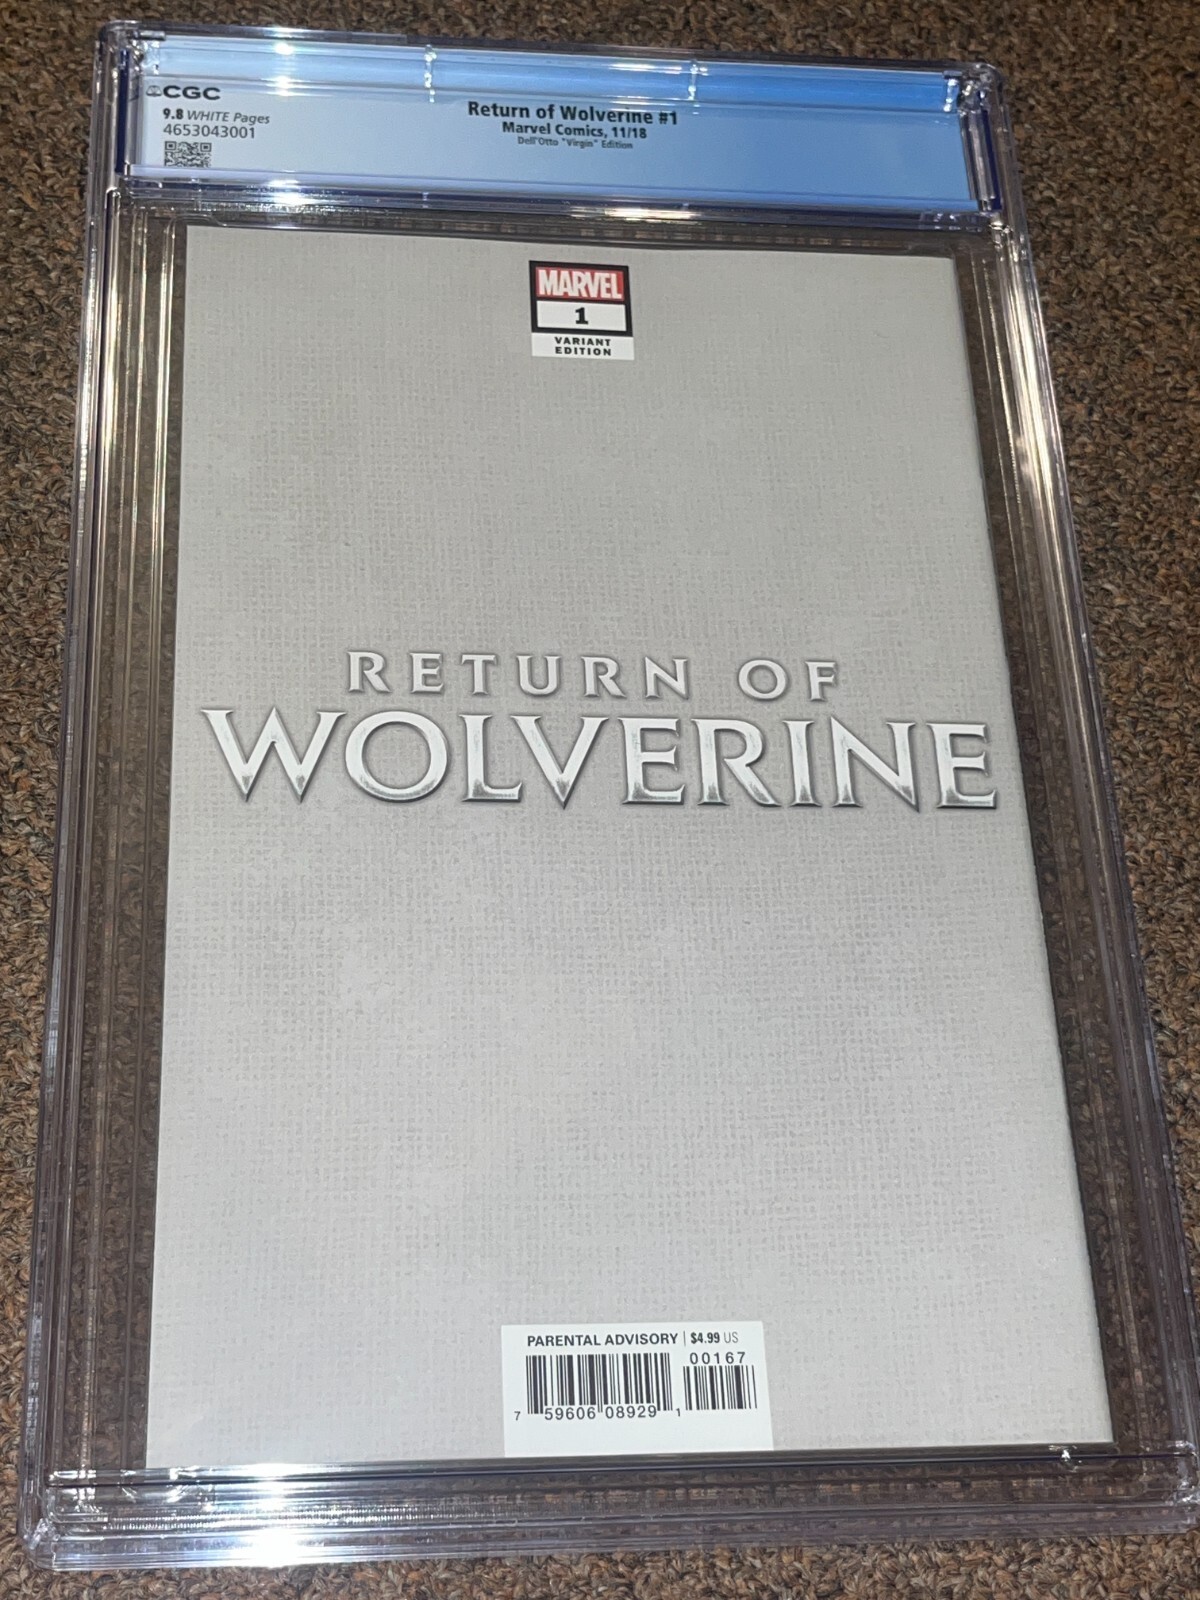 CGC
9.8 WHITE Pages
4653043001
Return of Wolverine #1
Marvel Comics, 11/18
Dell'Otto "Virgin" Edition
MARVEL
1
VARIANT
EDITION
RETURN OF
WOLVERINE
PARENTAL ADVISORY | $4.99 US
00167
7 59606 08929 1